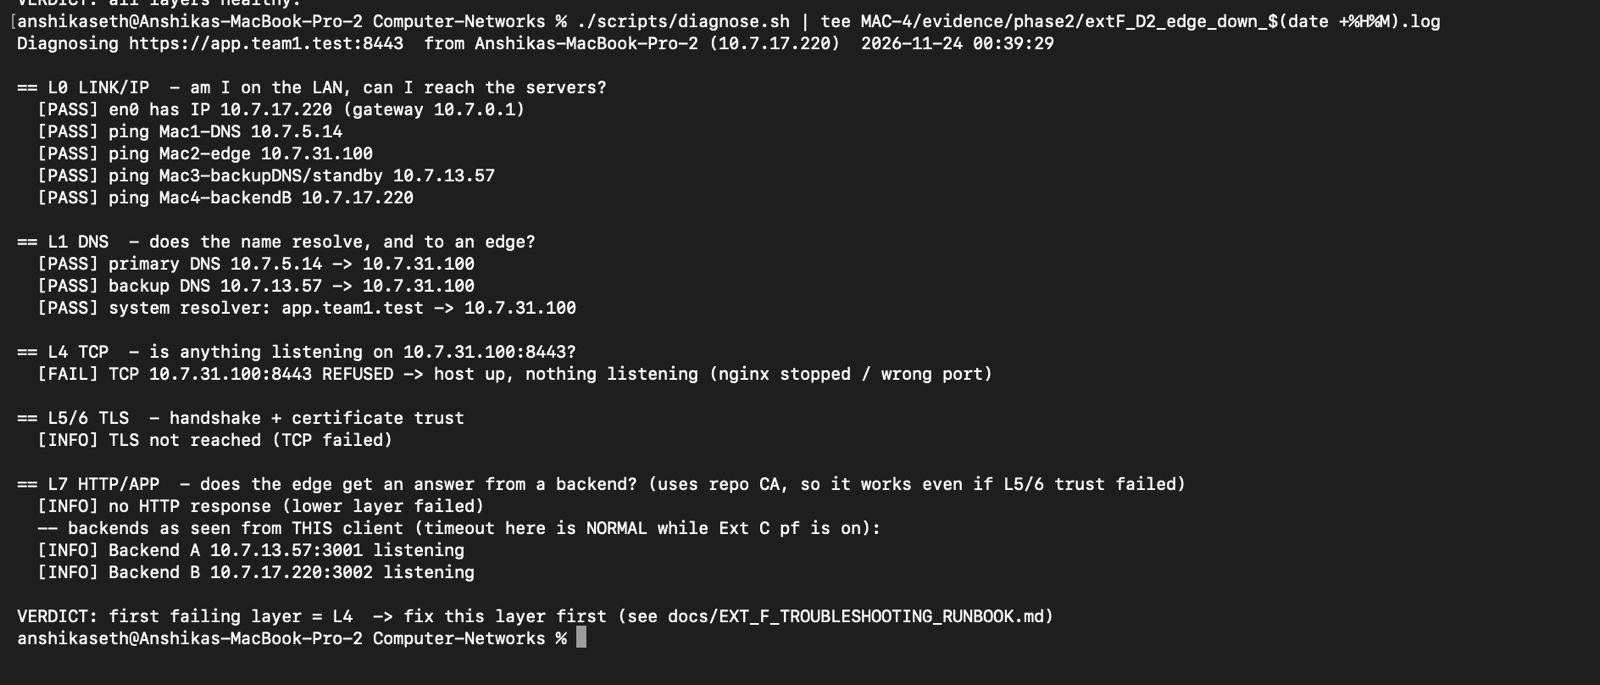 VERDICT: all layers healthy.
[anshikaseth@Anshikas-MacBook-Pro-2 Computer-Networks % ./scripts/diagnose.sh | tee MAC-4/evidence/phase2/extF_D2_edge_down_$(date +%H%M).log
Diagnosing https://app.team1.test:8443  from Anshikas-MacBook-Pro-2 (10.7.17.220)  2026-11-24 00:39:29
== L0 LINK/IP  - am I on the LAN, can I reach the servers?
[PASS] en0 has IP 10.7.17.220 (gateway 10.7.0.1)
[PASS] ping Mac1-DNS 10.7.5.14
[PASS] ping Mac2-edge 10.7.31.100
[PASS] ping Mac3-backupDNS/standby 10.7.13.57
[PASS] ping Mac4-backendB 10.7.17.220
== L1 DNS  - does the name resolve, and to an edge?
[PASS] primary DNS 10.7.5.14 -> 10.7.31.100
[PASS] backup DNS 10.7.13.57 -> 10.7.31.100
[PASS] system resolver: app.team1.test -> 10.7.31.100
== L4 TCP  - is anything listening on 10.7.31.100:8443?
[FAIL] TCP 10.7.31.100:8443 REFUSED -> host up, nothing listening (nginx stopped / wrong port)
== L5/6 TLS  - handshake + certificate trust
[INFO] TLS not reached (TCP failed)
== L7 HTTP/APP  - does the edge get an answer from a backend? (uses repo CA, so it works even if L5/6 trust failed)
[INFO] no HTTP response (lower layer failed)
-- backends as seen from THIS client (timeout here is NORMAL while Ext C pf is on):
[INFO] Backend A 10.7.13.57:3001 listening
[INFO] Backend B 10.7.17.220:3002 listening
VERDICT: first failing layer = L4  -> fix this layer first (see docs/EXT_F_TROUBLESHOOTING_RUNBOOK.md)
anshikaseth@Anshikas-MacBook-Pro-2 Computer-Networks %